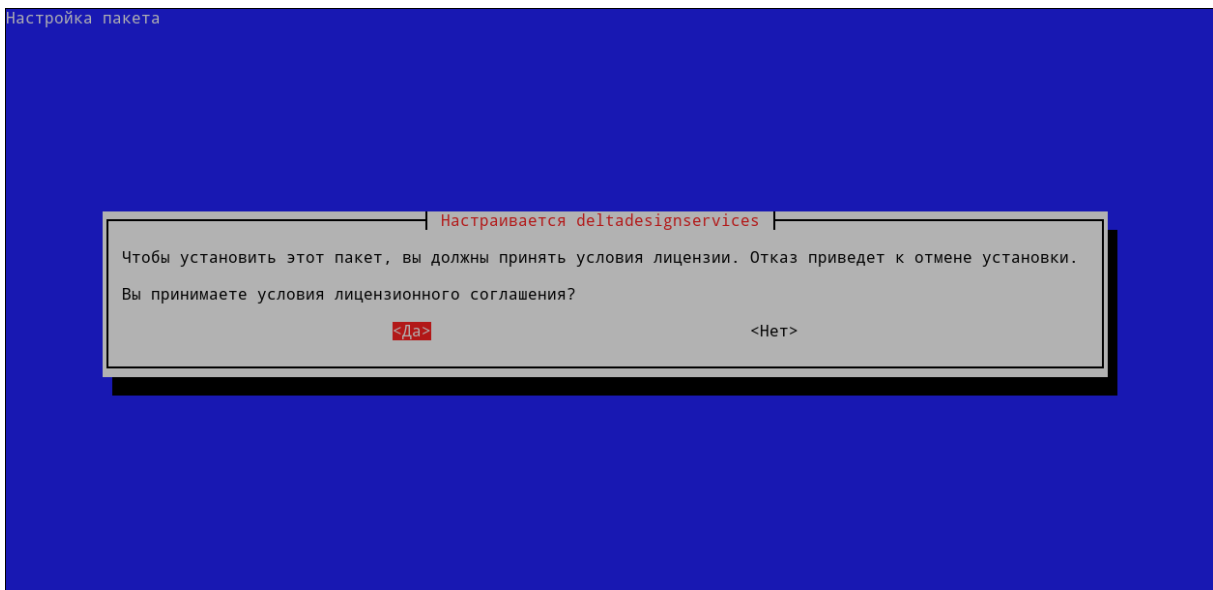 Настройка пакета
Настраивается deltadesignservices
Чтобы установить этот пакет, вы должны принять условия лицензии. Отказ приведет к отмене установки.
Вы принимаете условия лицензионного соглашения?
<Да> <Нет>